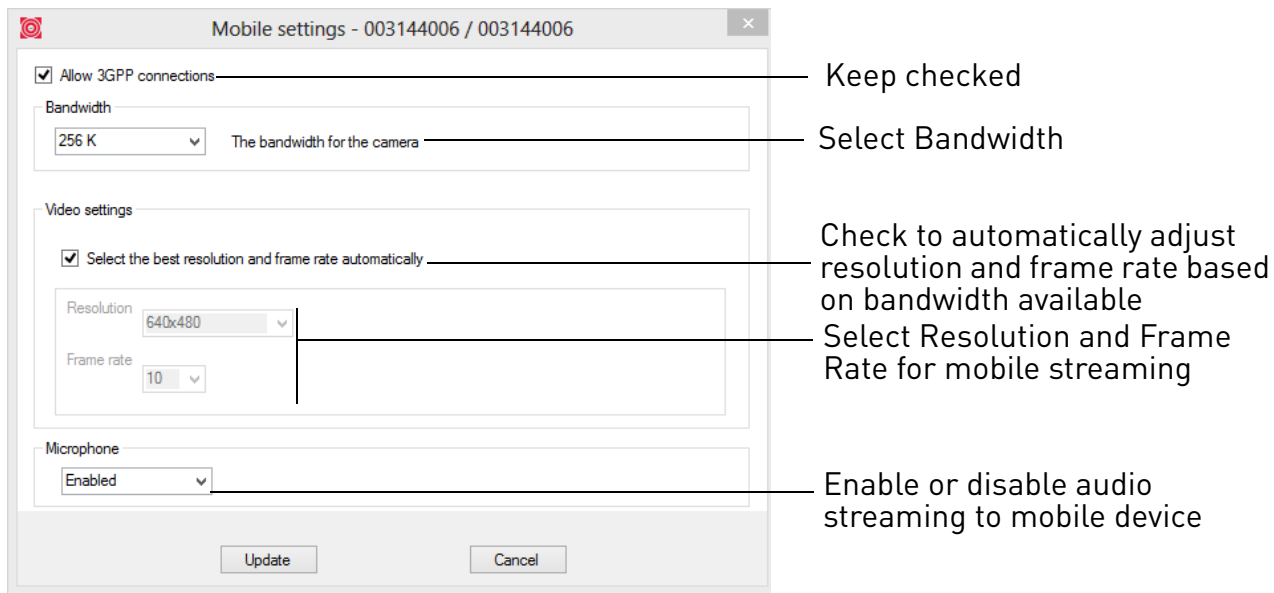 Mobile settings - 003144006 / 003144006
Allow 3GPP connections
Keep checked
Bandwidth
256 K
The bandwidth for the camera
Select Bandwidth
Video settings
Select the best resolution and frame rate automatically
Check to automatically adjust
resolution and frame rate based
on bandwidth available
Resolution
640x480
Frame rate
10
Select Resolution and Frame
Rate for mobile streaming
Microphone
Enabled
Enable or disable audio
streaming to mobile device
Update
Cancel